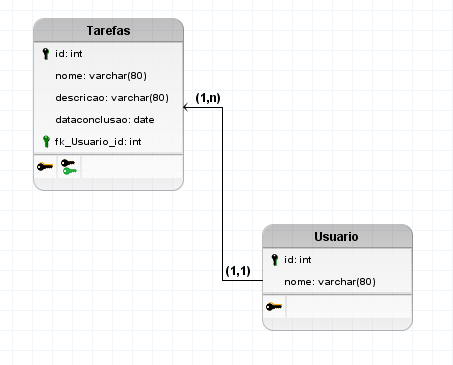 Tarefas
id: int
nome: varchar(80)
descricao: varchar(80)
dataconclusao: date
fk_Usuario_id: int
(1,n)
(1,1)
Usuario
id: int
nome: varchar(80)